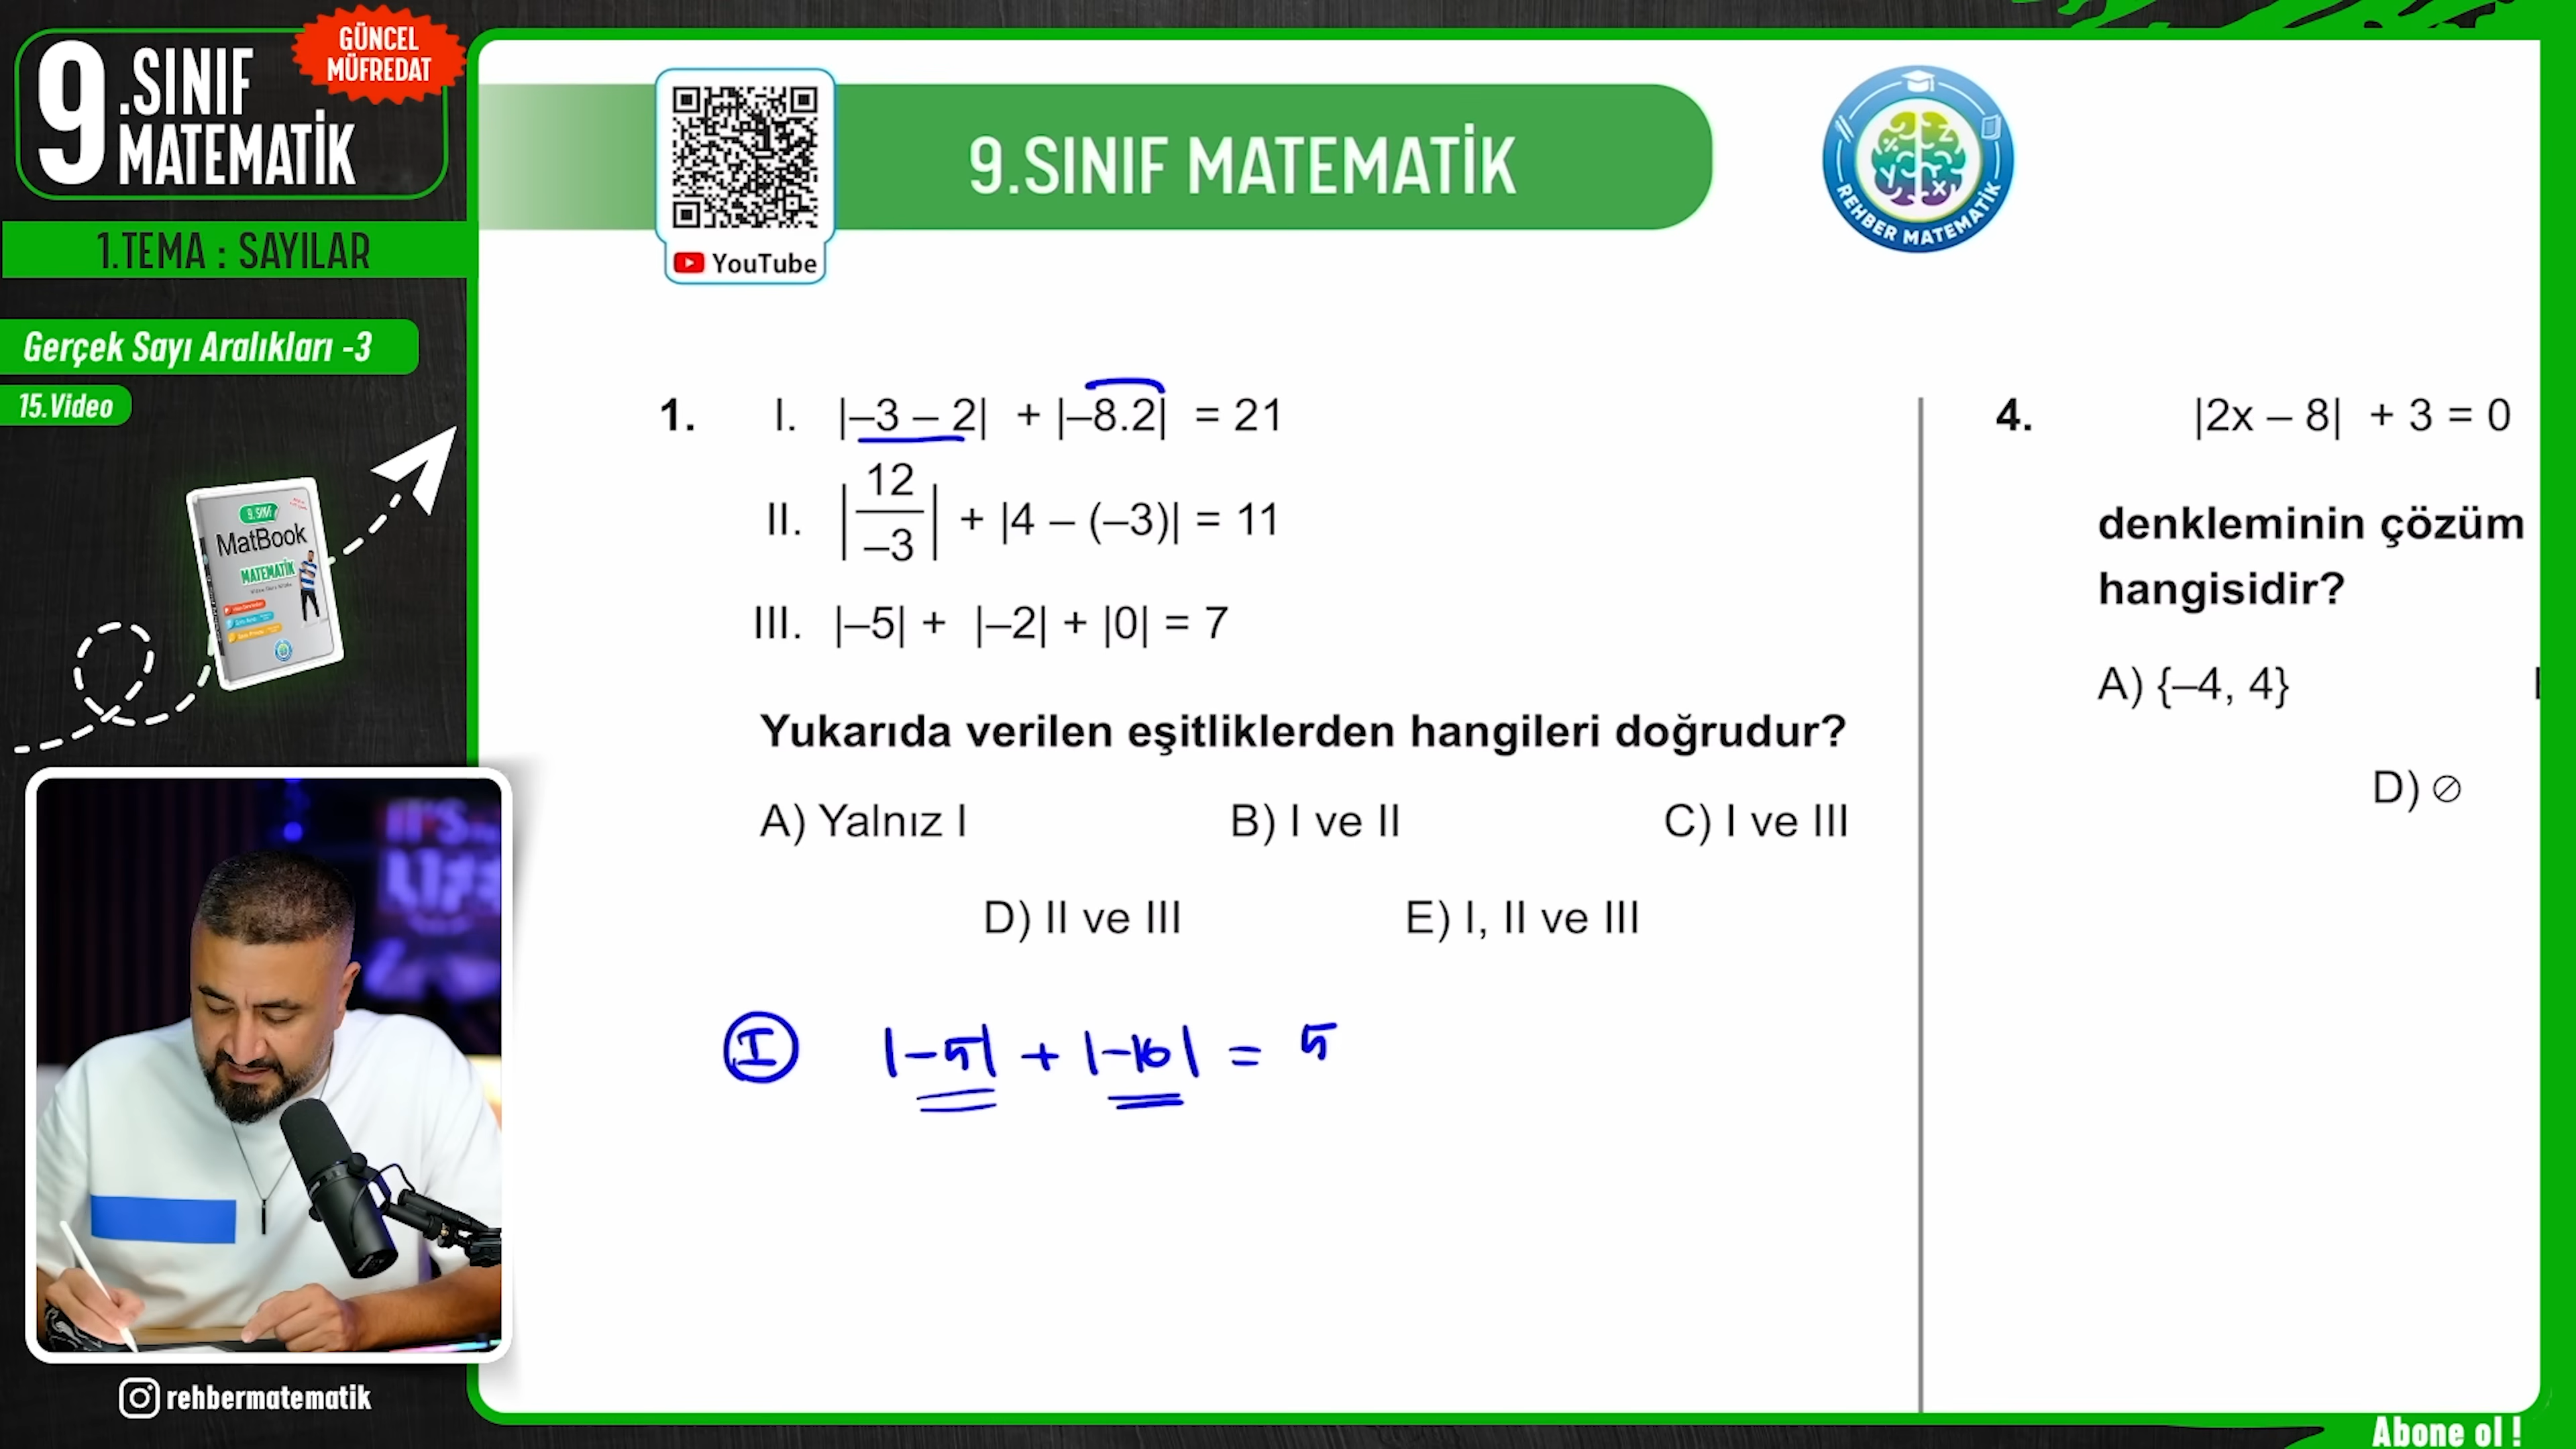 9.SINIF
MATEMATİK
GÜNCEL
MÜFREDAT
1.TEMA : SAYILAR
Gerçek Sayı Aralıkları -3
15.Video
9. SINIF
MatBook
MATEMATİK
rehbermatematik
YouTube
9.SINIF MATEMATİK
REHBER MATEMATİK
1. I. |–3 – 2| + |–8.2| = 21
II. |12/–3| + |4 – (–3)| = 11
III. |–5| + |–2| + |0| = 7
Yukarıda verilen eşitliklerden hangileri doğrudur?
A) Yalnız I B) I ve II C) I ve III
D) II ve III E) I, II ve III
I |-5| + |-16| = 5
4. |2x – 8| + 3 = 0
denkleminin çözüm
hangisidir?
A) {–4, 4}
D) ∅
Abone ol !